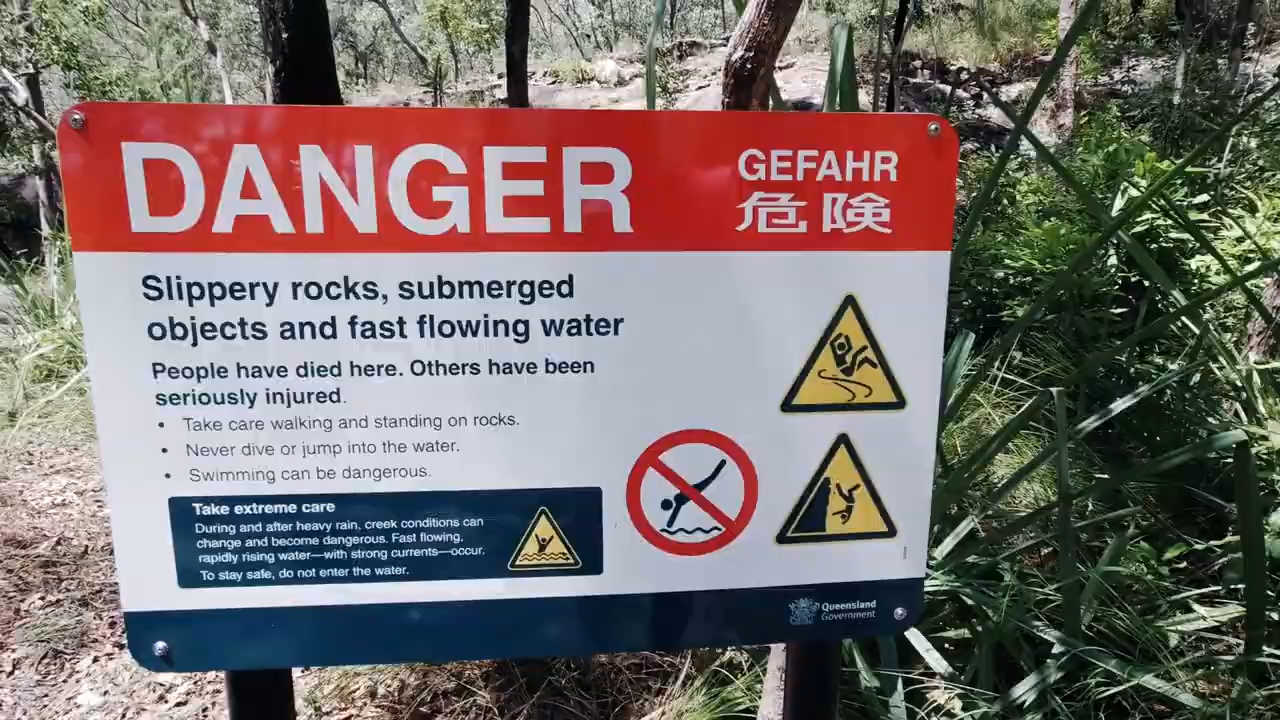 DANGER
GEFAHR
危険
Slippery rocks, submerged
objects and fast flowing water
People have died here. Others have been
seriously injured.
• Take care walking and standing on rocks.
• Never dive or jump into the water.
• Swimming can be dangerous.
Take extreme care
During and after heavy rain, creek conditions can
change and become dangerous. Fast flowing,
rapidly rising water—with strong currents—occur.
To stay safe, do not enter the water.
Queensland
Government